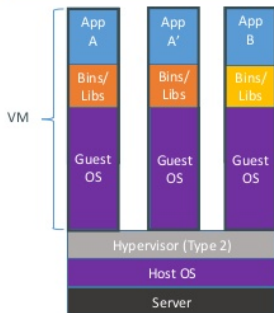 App
A
App
A'
App
B
Bins/
Libs
Bins/
Libs
Bins/
Libs
VM
Guest
OS
Guest
OS
Guest
OS
Hypervisor (Type 2)
Host OS
Server